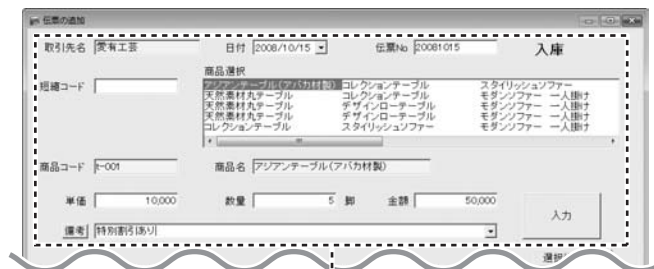 伝票の追加
取引先名 愛有工芸 日付 2008/10/15 伝票No 20081015 入庫
商品選択
短縮コード
アジアンテーブル(アバカ材製) コレクションテーブル スタイリッシュソファー
天然素材丸テーブル コレクションテーブル モダンソファー 一人掛け
天然素材丸テーブル デザインローテーブル モダンソファー 一人掛け
天然素材丸テーブル デザインローテーブル モダンソファー 一人掛け
コレクションテーブル スタイリッシュソファー モダンソファー 一人掛け
商品コード t-001 商品名 アジアンテーブル(アバカ材製)
単価 10,000 数量 5 脚 金額 50,000
入力
備考 特別割引あり
選択